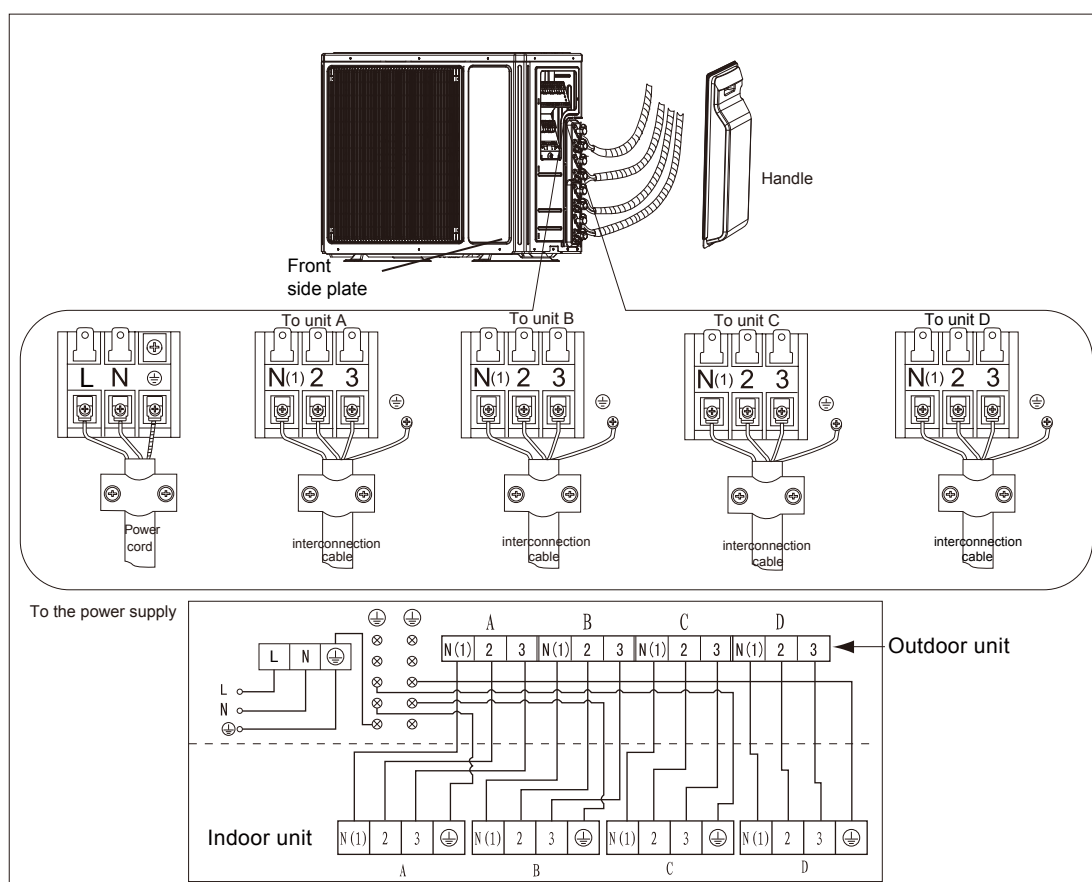 Handle
Front
side plate
To unit A
To unit B
To unit C
To unit D
L N
N(1) 2 3
N(1) 2 3
N(1) 2 3
N(1) 2 3
Power
cord
interconnection
cable
interconnection
cable
interconnection
cable
interconnection
cable
To the power supply
A B C D
N(1) 2 3 N(1) 2 3 N(1) 2 3 N(1) 2 3
Outdoor unit
L N
L
N
Indoor unit
N(1) 2 3 N(1) 2 3 N(1) 2 3 N(1) 2 3
A B C D